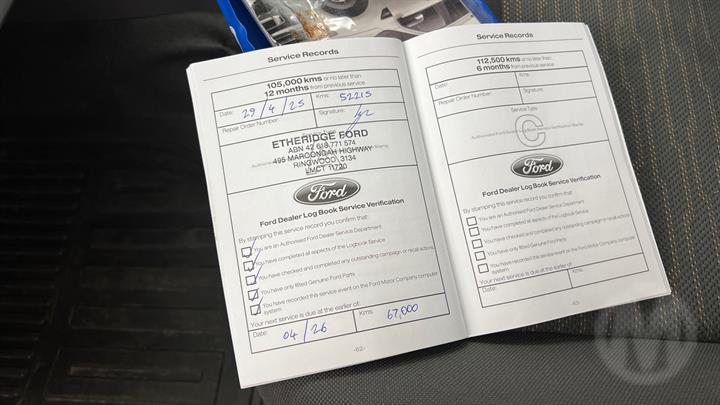 Service Records
105,000 kms or no later than
12 months from previous service
Date: 29/4/25 Kms: 52215
Repair Order Number: Signature:
ETHERIDGE FORD
ABN 42 618 771 574
495 MAROONDAH HIGHWAY
RINGWOOD 3134
LMCT 11720
Ford
Ford Dealer Log Book Service Verification
By stamping this service record you confirm that:
You are an Authorised Ford Dealer Service Department
You have completed all aspects of the Logbook Service
You have checked and completed any outstanding campaign or recall actions
You have only fitted Genuine Ford Parts
You have recorded this service event on the Ford Motor Company computer
system
Your next service is due at the earlier of:
Date: 04/26 Kms: 67,000
-62-
Service Records
112,500 kms or no later than
6 months from previous service
Date: Kms:
Repair Order Number: Signature:
Service Type
C
Authorised Ford Dealer Log Book Service Verification Stamp
Ford
Ford Dealer Log Book Service Verification
By stamping this service record you confirm that:
You are an Authorised Ford Dealer Service Department
You have completed all aspects of the Logbook Service
You have checked and completed any outstanding campaign or recall actions
You have only fitted Genuine Ford Parts
You have recorded this service event on the Ford Motor Company computer
system
Your next service is due at the earlier of:
Date: Kms:
-63-